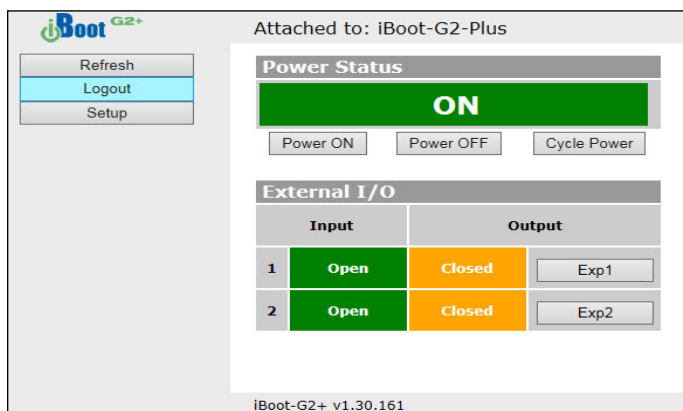 iBoot G2+
Attached to: iBoot-G2-Plus
Refresh
Logout
Setup
Power Status
ON
Power ON Power OFF Cycle Power
External I/O
Input Output
1 Open Closed Exp1
2 Open Closed Exp2
iBoot-G2+ v1.30.161